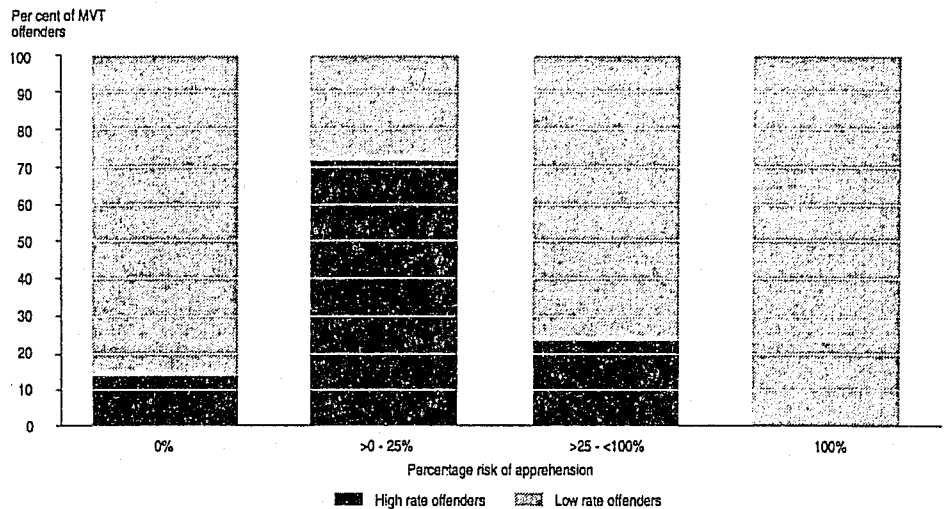 Per cent of MVT
offenders
100
90
80
70
60
50
40
30
20
10
0
0%
>0 - 25%
>25 - <100%
100%
Percentage risk of apprehension
High rate offenders
Low rate offenders